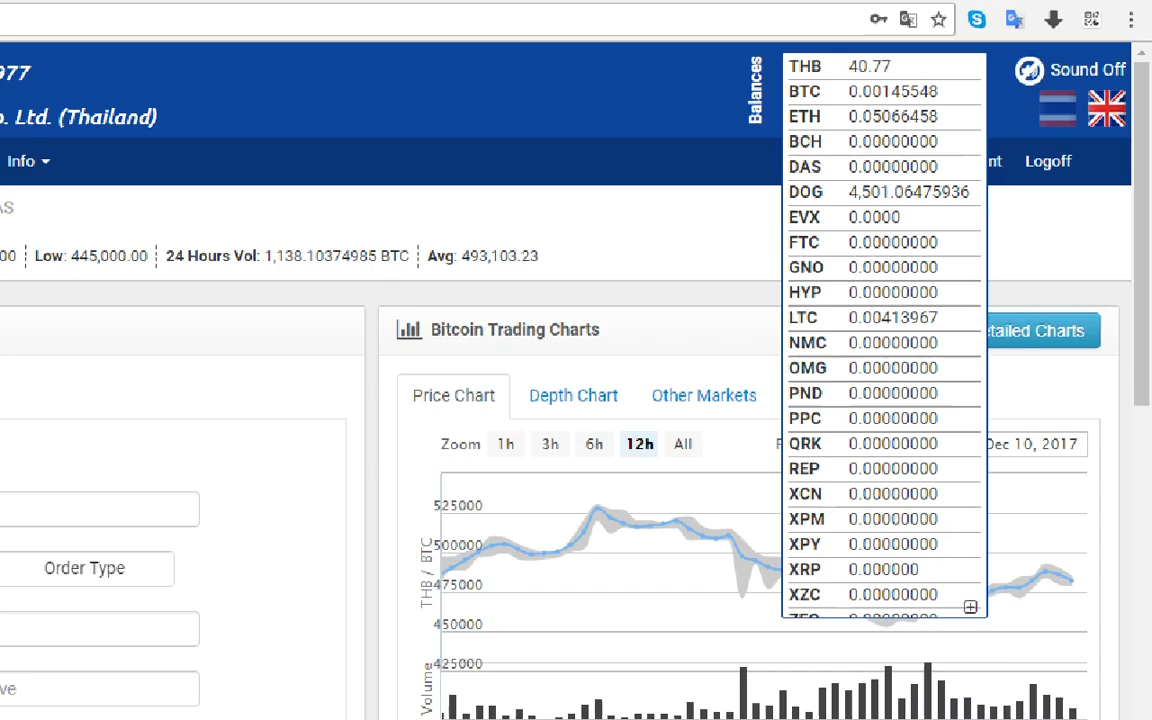 977
o. Ltd. (Thailand)
Balances
Sound Off
Info
nt
Logoff
AS
00
Low: 445,000.00
24 Hours Vol: 1,138.10374985 BTC
Avg: 493,103.23
THB 40.77
BTC 0.00145548
ETH 0.05066458
BCH 0.00000000
DAS 0.00000000
DOG 4,501.06475936
EVX 0.0000
FTC 0.00000000
GNO 0.00000000
HYP 0.00000000
LTC 0.00413967
NMC 0.00000000
OMG 0.00000000
PND 0.00000000
PPC 0.00000000
QRK 0.00000000
REP 0.00000000
XCN 0.00000000
XPM 0.00000000
XPY 0.00000000
XRP 0.000000
XZC 0.00000000
Bitcoin Trading Charts
etailed Charts
Price Chart
Depth Chart
Other Markets
Zoom 1h 3h 6h 12h All
Dec 10, 2017
525000
500000
475000
450000
425000
THB / BTC
Volume
Order Type
ve